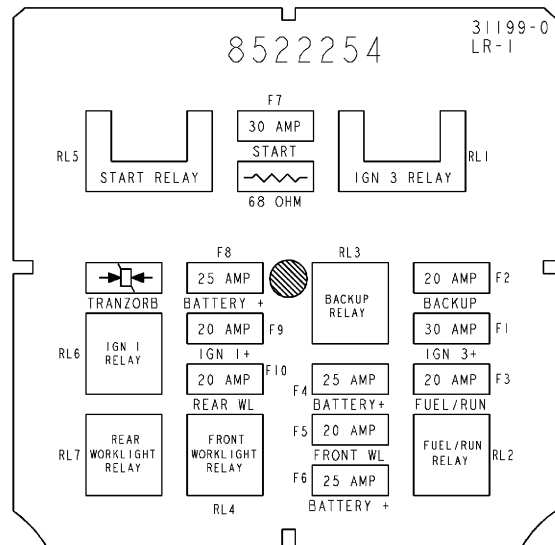 31199-0
LR-1
8522254
F7
30 AMP
START
68 OHM
RL5
START RELAY
IGN 3 RELAY
RL1
F8
25 AMP
BATTERY +
TRANZORB
RL3
BACKUP
RELAY
20 AMP
F2
BACKUP
RL6
IGN 1
RELAY
20 AMP
F9
IGN 1+
30 AMP
F1
IGN 3+
20 AMP
F10
REAR WL
F4
25 AMP
BATTERY+
20 AMP
F3
FUEL/RUN
RL7
REAR
WORKLIGHT
RELAY
FRONT
WORKLIGHT
RELAY
RL4
F5
20 AMP
FRONT WL
F6
25 AMP
BATTERY +
FUEL/RUN
RELAY
RL2